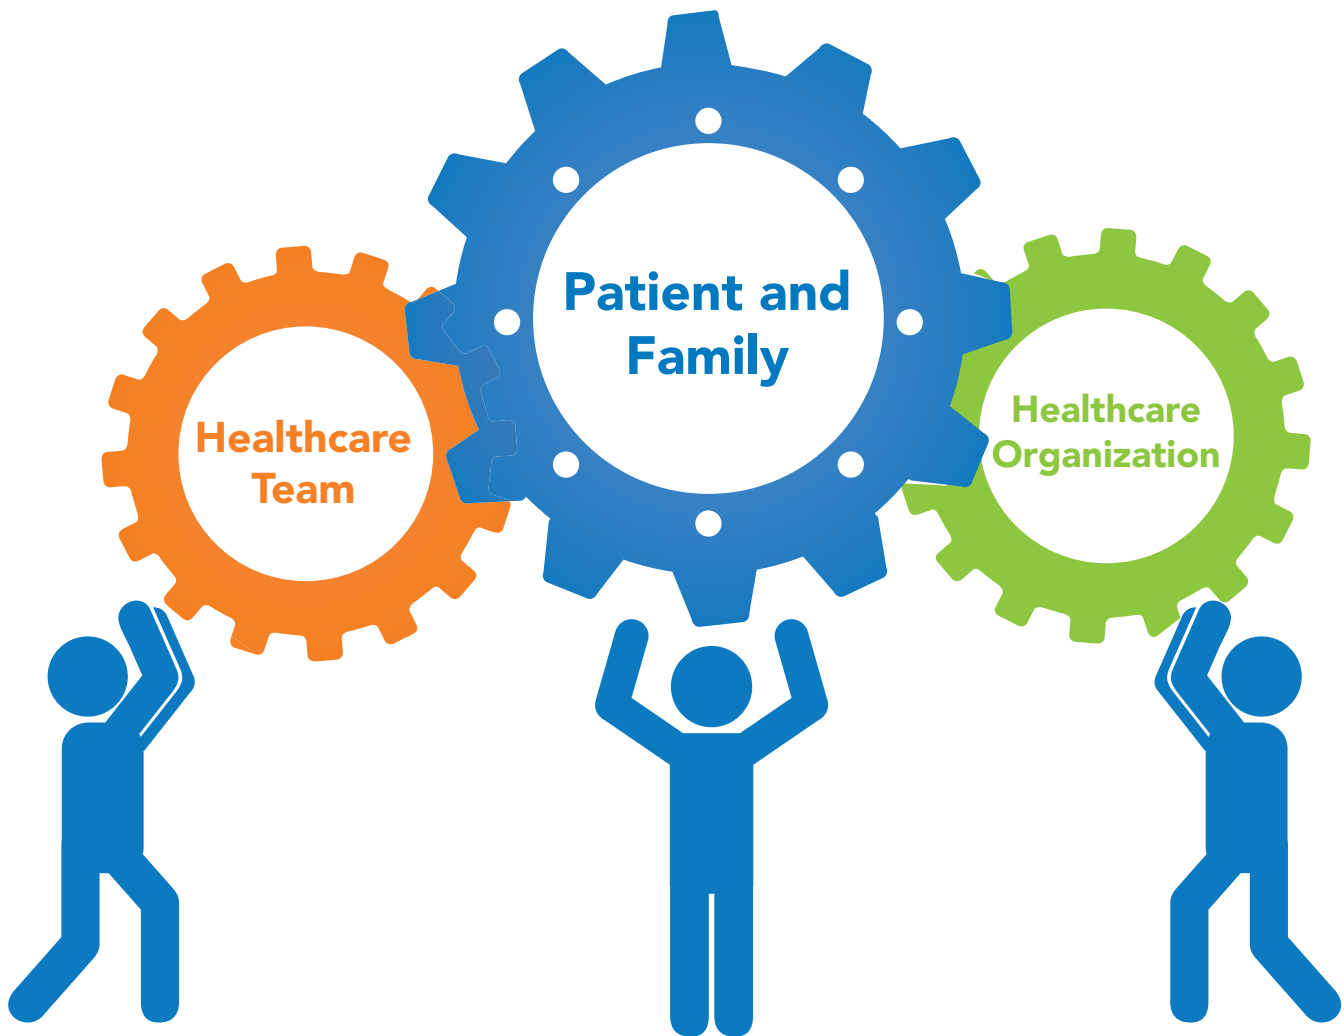 Patient and
Family
Healthcare
Team
Healthcare
Organization